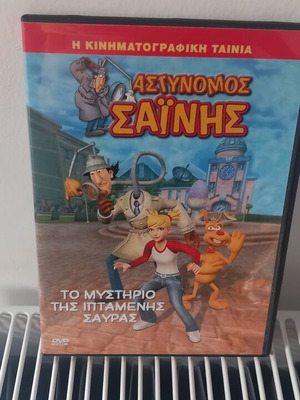 Η ΚΙΝΗΜΑΤΟΓΡΑΦΙΚΗ ΤΑΙΝΙΑ
ΑΣΤΥΝΟΜΟΣ
ΣΑΪΝΗΣ
ΤΟ ΜΥΣΤΗΡΙΟ
ΤΗΣ ΙΠΤΑΜΕΝΗΣ
ΣΑΥΡΑΣ
DVD